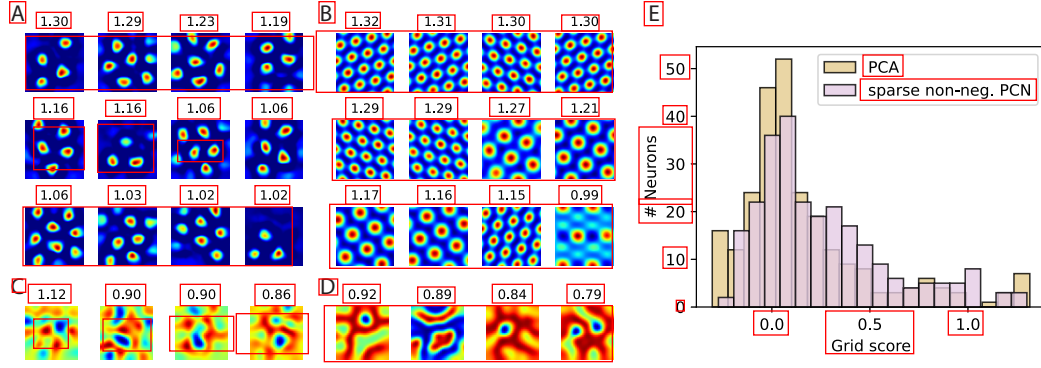 A
1.30 1.29 1.23 1.19
1.16 1.16 1.06 1.06
1.06 1.03 1.02 1.02
B
1.32 1.31 1.30 1.30
1.29 1.29 1.27 1.21
1.17 1.16 1.15 0.99
C
1.12 0.90 0.90 0.86
D
0.92 0.89 0.84 0.79
E
PCA
sparse non-neg. PCN
# Neurons
50
40
30
20
10
0
0.0 0.5 1.0
Grid score